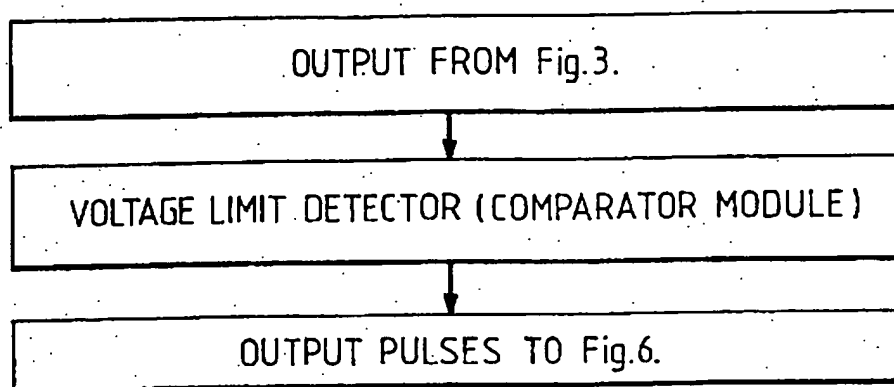 OUTPUT FROM Fig.3.
VOLTAGE LIMIT DETECTOR (COMPARATOR MODULE)
OUTPUT PULSES TO Fig.6.